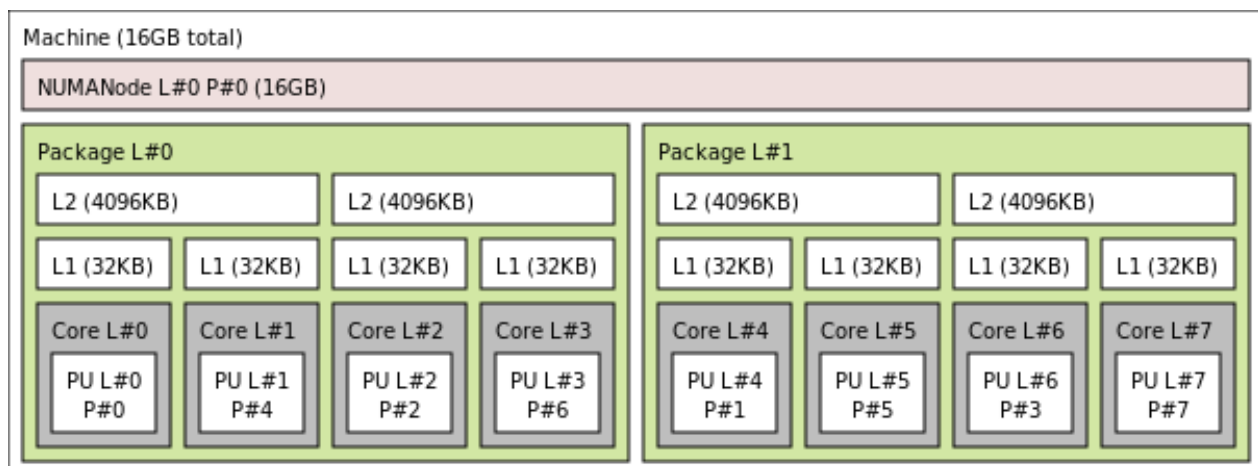 Machine (16GB total)
NUMANode L#0 P#0 (16GB)
Package L#0
L2 (4096KB) L2 (4096KB)
L1 (32KB) L1 (32KB) L1 (32KB) L1 (32KB)
Core L#0 Core L#1 Core L#2 Core L#3
PU L#0 PU L#1 PU L#2 PU L#3
P#0 P#4 P#2 P#6
Package L#1
L2 (4096KB) L2 (4096KB)
L1 (32KB) L1 (32KB) L1 (32KB) L1 (32KB)
Core L#4 Core L#5 Core L#6 Core L#7
PU L#4 PU L#5 PU L#6 PU L#7
P#1 P#5 P#3 P#7